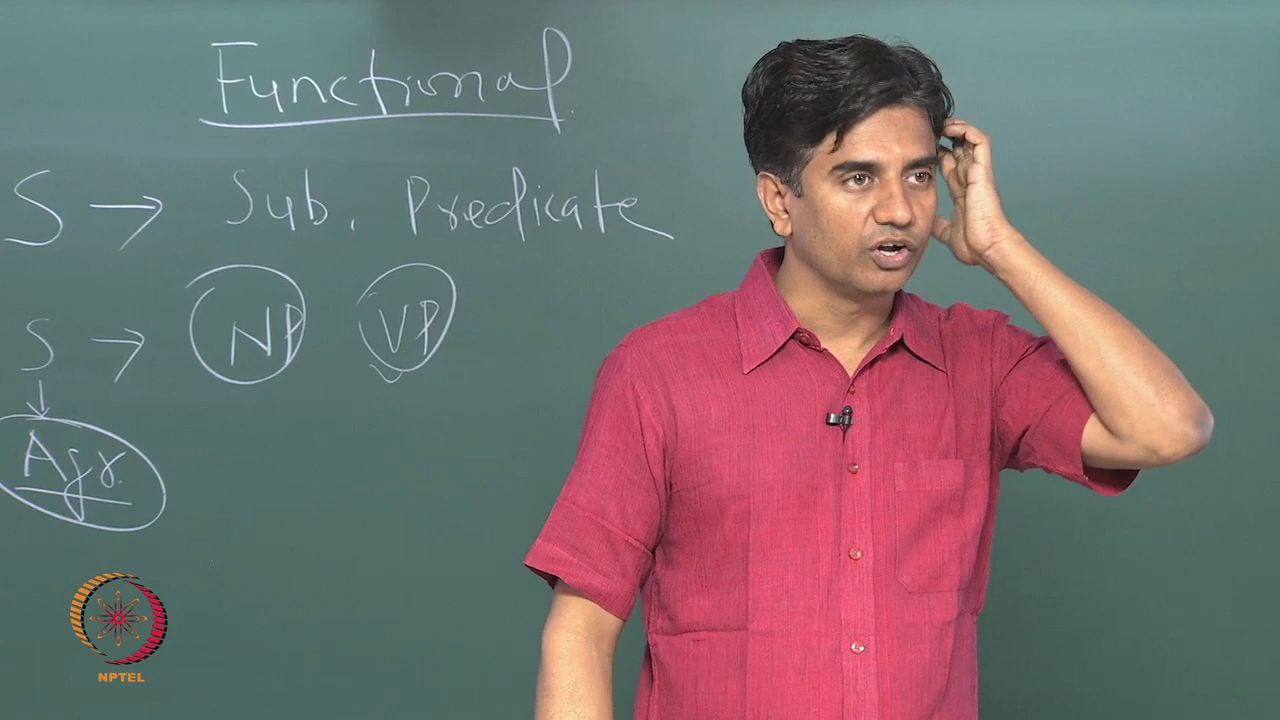 Functional
S → Sub. Predicate
S → NP VP
↓
Agr.
NPTEL